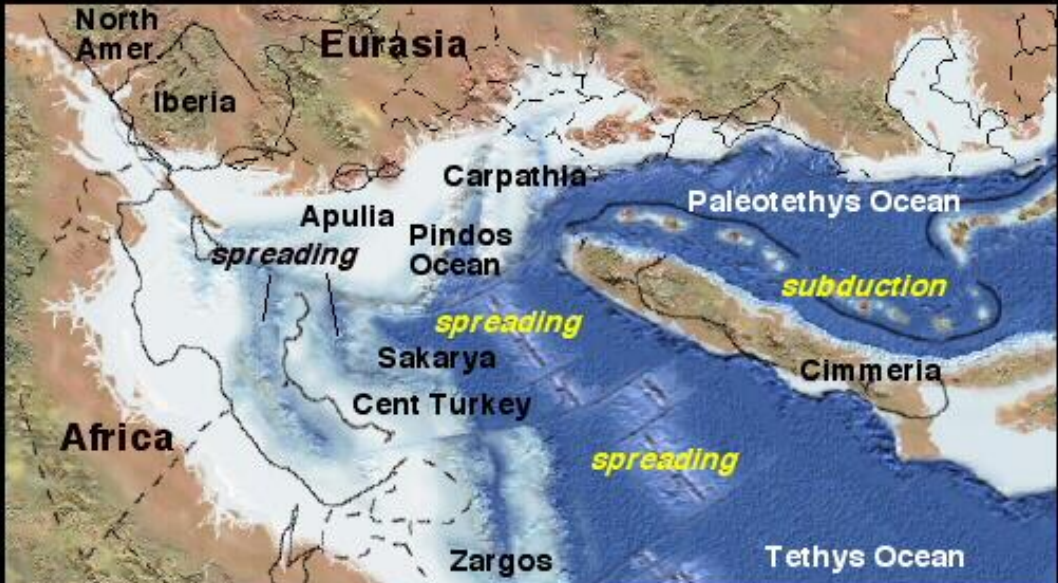 North
Amer.
Eurasia
Iberia
Carpathia
Paleotethys Ocean
Apulia
Pindos
Ocean
spreading
subduction
spreading
Sakarya
Cimmeria
Cent Turkey
Africa
spreading
Zargos
Tethys Ocean